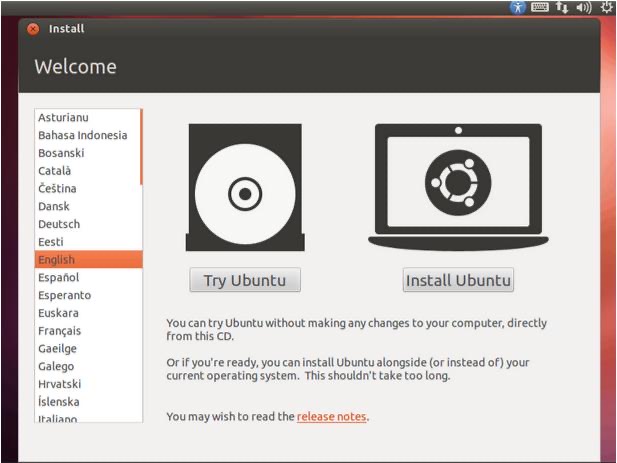 Install
Welcome
Asturianu
Bahasa Indonesia
Bosanski
Català
Čeština
Dansk
Deutsch
Eesti
English
Español
Esperanto
Euskara
Français
Gaeilge
Galego
Hrvatski
Íslenska
Italiano
Try Ubuntu
Install Ubuntu
You can try Ubuntu without making any changes to your computer, directly
from this CD.
Or if you're ready, you can install Ubuntu alongside (or instead of) your
current operating system. This shouldn't take too long.
You may wish to read the release notes.